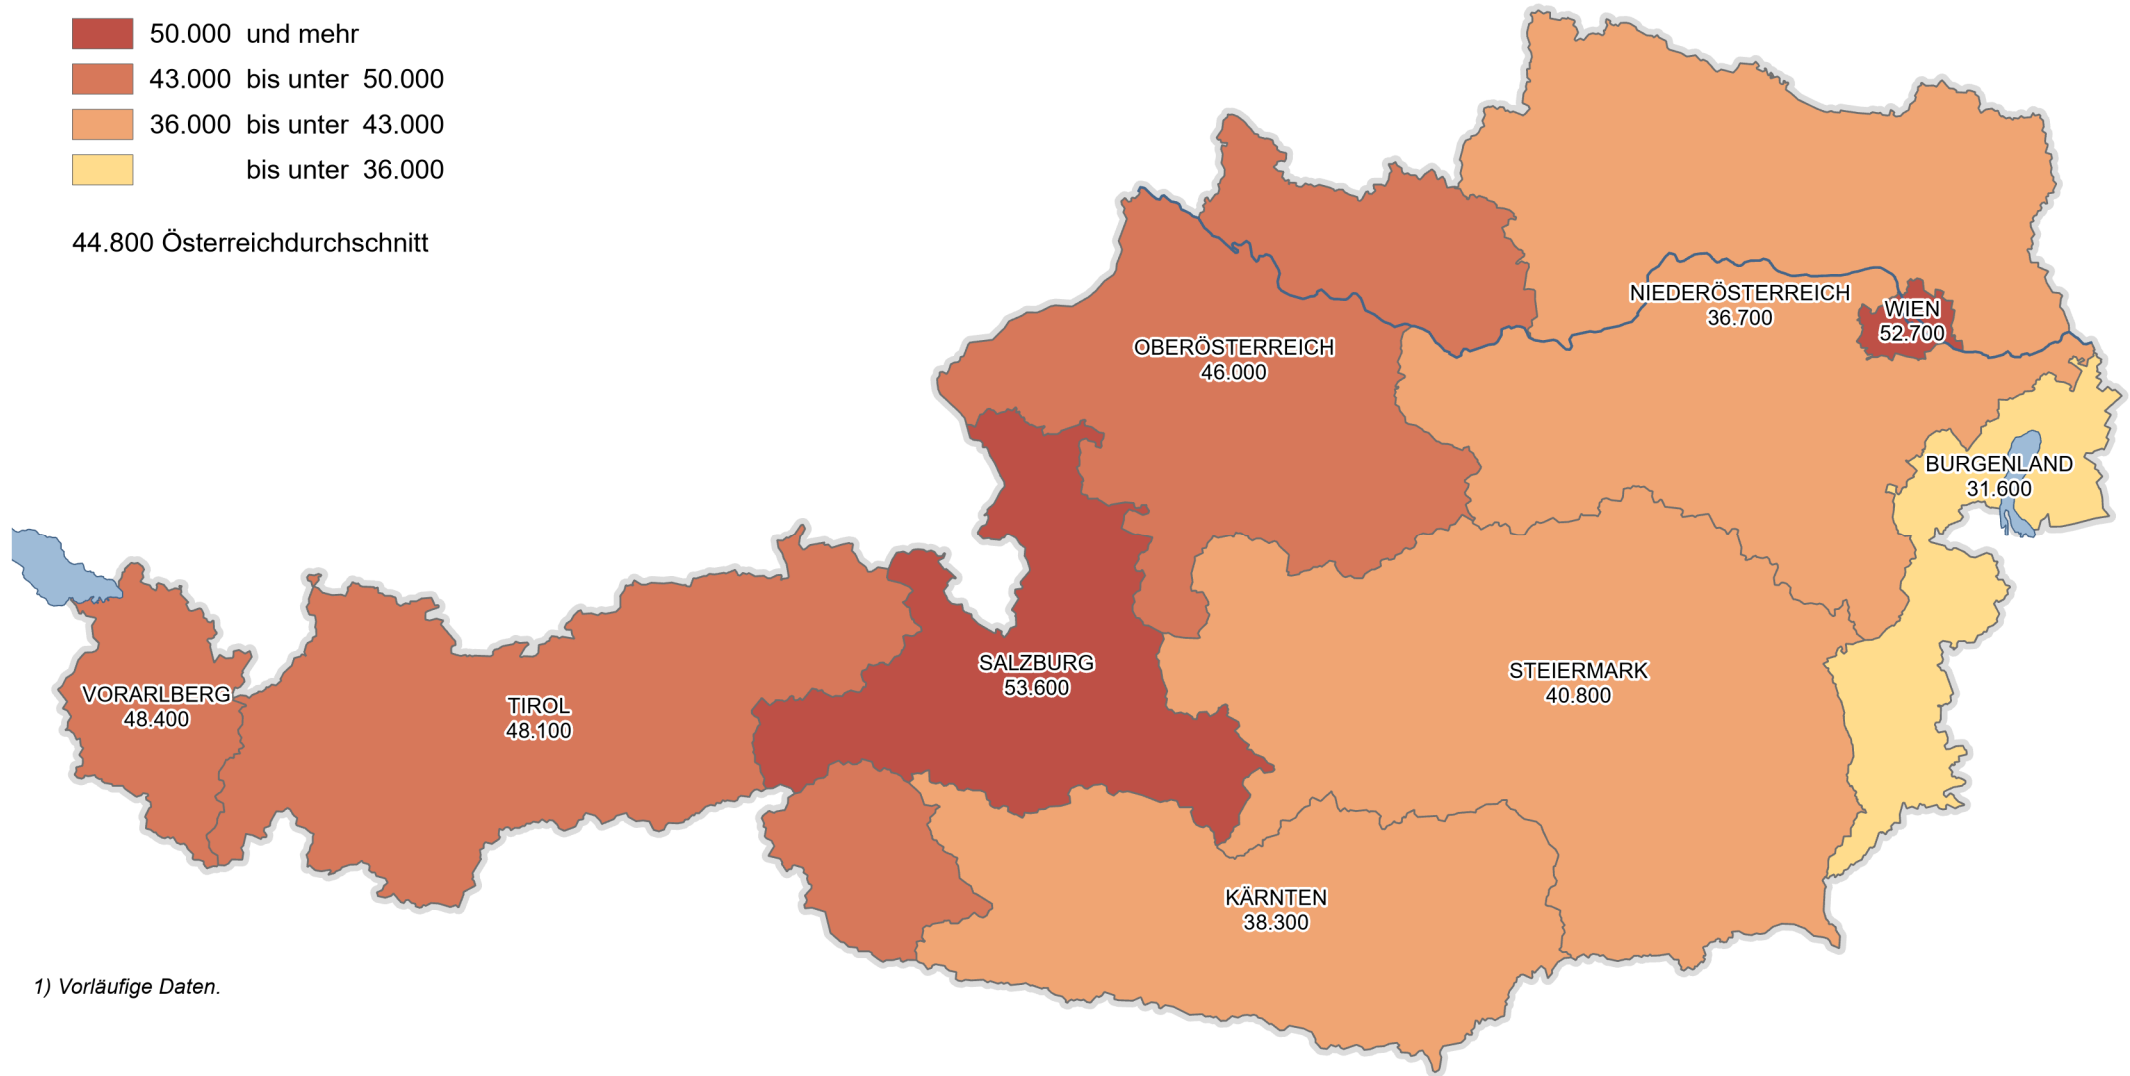 50.000 und mehr
43.000 bis unter 50.000
36.000 bis unter 43.000
bis unter 36.000
44.800 Österreichdurchschnitt
NIEDERÖSTERREICH
36.700
WIEN
52.700
OBERÖSTERREICH
46.000
BURGENLAND
31.600
SALZBURG
53.600
STEIERMARK
40.800
VORARLBERG
48.400
TIROL
48.100
KÄRNTEN
38.300
1) Vorläufige Daten.